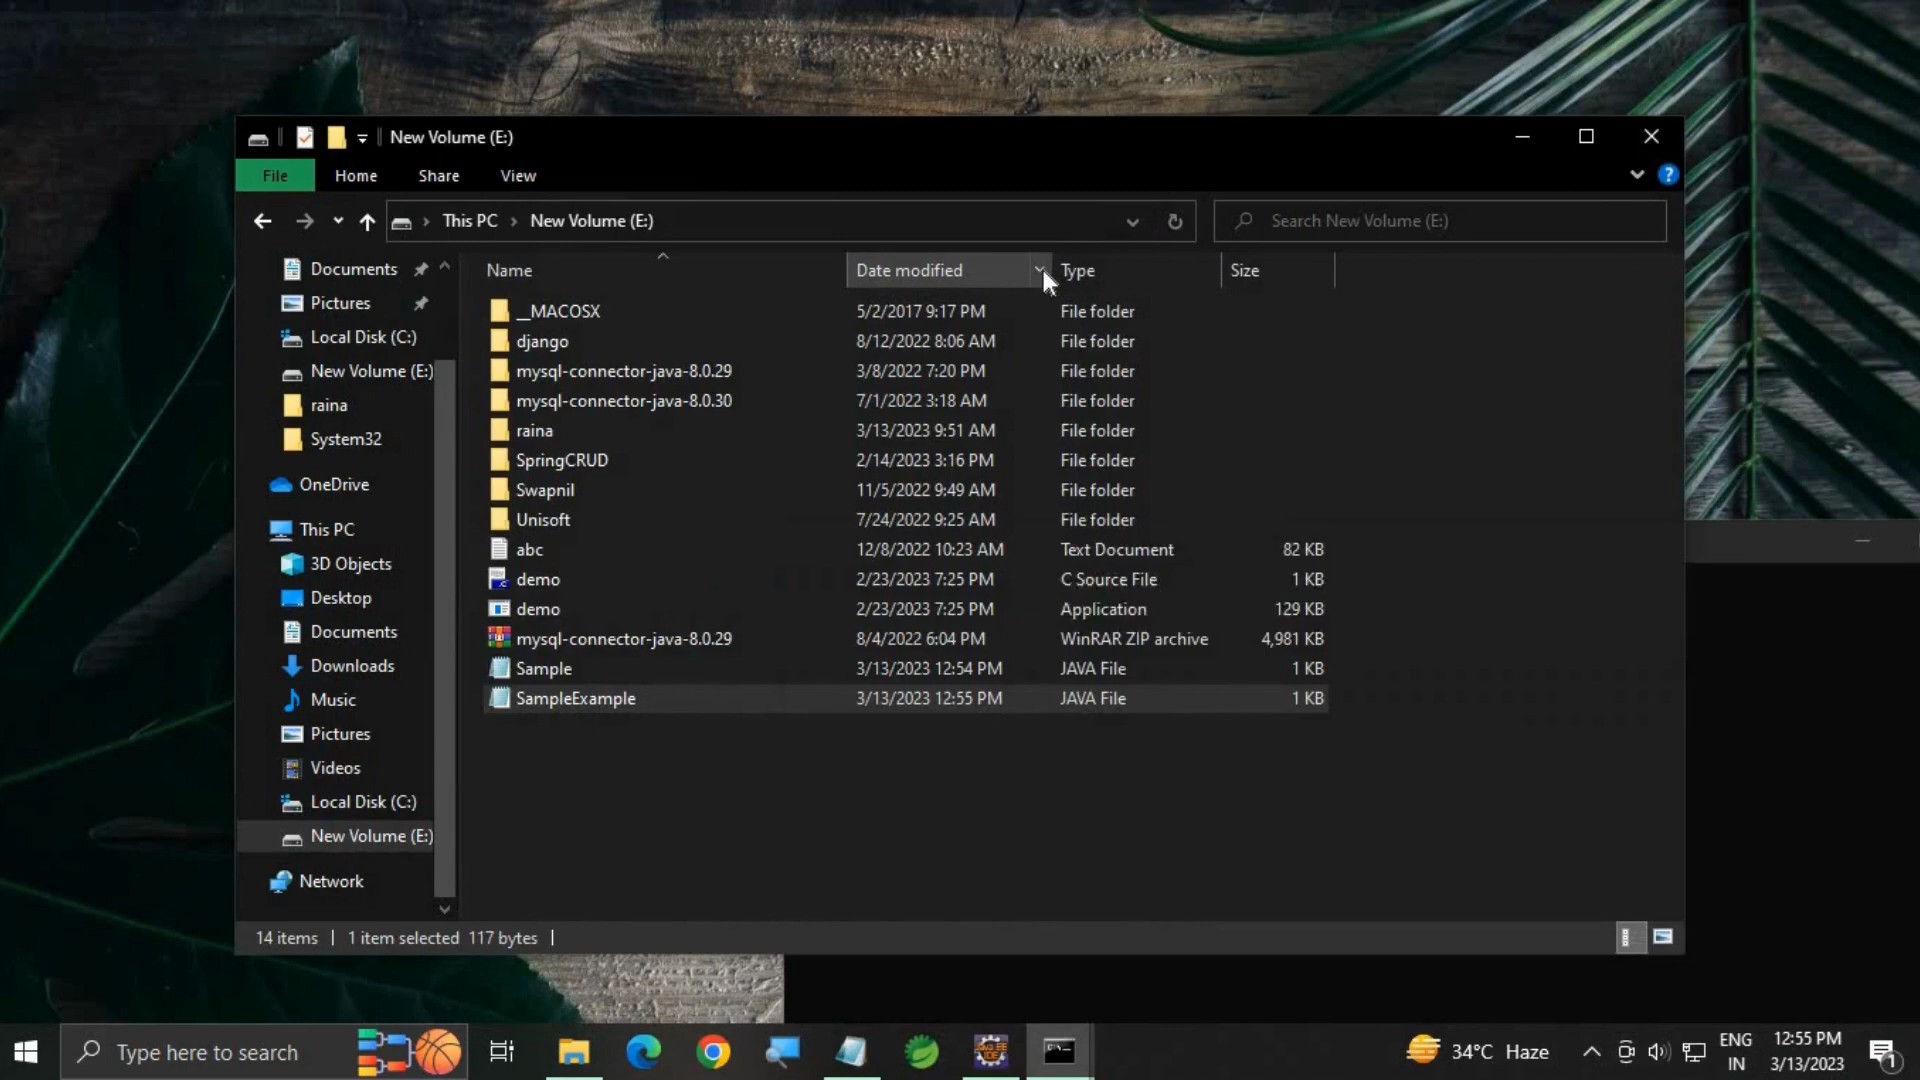 New Volume (E:)
File Home Share View
This PC New Volume (E:)
Search New Volume (E:)
Documents
Pictures
Local Disk (C:)
New Volume (E:)
raina
System32
OneDrive
This PC
3D Objects
Desktop
Documents
Downloads
Music
Pictures
Videos
Local Disk (C:)
New Volume (E:)
Network
Name Date modified Type Size
__MACOSX 5/2/2017 9:17 PM File folder
django 8/12/2022 8:06 AM File folder
mysql-connector-java-8.0.29 3/8/2022 7:20 PM File folder
mysql-connector-java-8.0.30 7/1/2022 3:18 AM File folder
raina 3/13/2023 9:51 AM File folder
SpringCRUD 2/14/2023 3:16 PM File folder
Swapnil 11/5/2022 9:49 AM File folder
Unisoft 7/24/2022 9:25 AM File folder
abc 12/8/2022 10:23 AM Text Document 82 KB
demo 2/23/2023 7:25 PM C Source File 1 KB
demo 2/23/2023 7:25 PM Application 129 KB
mysql-connector-java-8.0.29 8/4/2022 6:04 PM WinRAR ZIP archive 4,981 KB
Sample 3/13/2023 12:54 PM JAVA File 1 KB
SampleExample 3/13/2023 12:55 PM JAVA File 1 KB
14 items 1 item selected 117 bytes
Type here to search
34°C Haze
ENG
IN
12:55 PM
3/13/2023
1